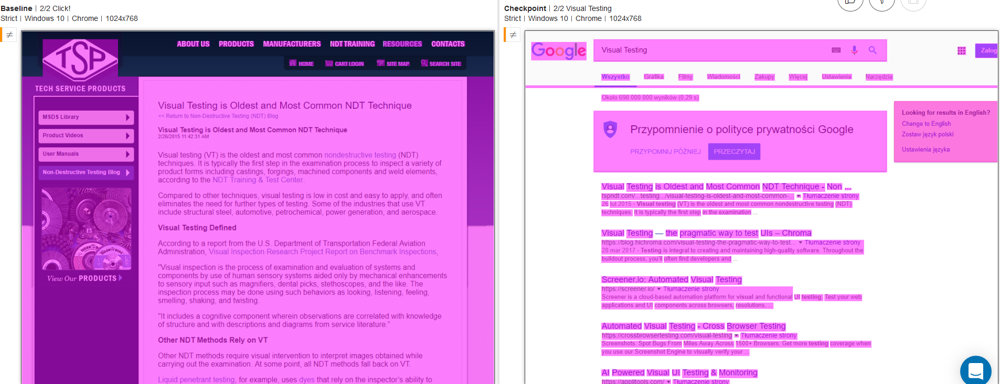 Baseline | 2/2 Click!
Strict | Windows 10 | Chrome | 1024x768
≠
TSP
TECH SERVICE PRODUCTS
ABOUT US PRODUCTS MANUFACTURERS NDT TRAINING RESOURCES CONTACTS
HOME CART LOGIN SITE MAP SEARCH SITE
MSDS Library
Product Videos
User Manuals
Non-Destructive Testing Blog
TIGER DISC
TIGER DISC
View Our PRODUCTS
Visual Testing is Oldest and Most Common NDT Technique
<< Return to Non-Destructive Testing (NDT) Blog
Visual Testing is Oldest and Most Common NDT Technique
2/26/2015 11:42:31 AM
Visual testing (VT) is the oldest and most common nondestructive testing (NDT)
techniques. It is typically the first step in the examination process to inspect a variety of
product forms including castings, forgings, machined components and weld elements,
according to the NDT Training & Test Center.
Compared to other techniques, visual testing is low in cost and easy to apply, and often
eliminates the need for further types of testing. Some of the industries that use VT
include structural steel, automotive, petrochemical, power generation, and aerospace.
Visual Testing Defined
According to a report from the U.S. Department of Transportation Federal Aviation
Administration, Visual Inspection Research Project Report on Benchmark Inspections,
"Visual inspection is the process of examination and evaluation of systems and
components by use of human sensory systems aided only by mechanical enhancements
to sensory input such as magnifiers, dental picks, stethoscopes, and the like. The
inspection process may be done using such behaviors as looking, listening, feeling,
smelling, shaking, and twisting.
"It includes a cognitive component wherein observations are correlated with knowledge
of structure and with descriptions and diagrams from service literature."
Other NDT Methods Rely on VT
Other NDT methods require visual intervention to interpret images obtained while
carrying out the examination. At some point, all NDT methods fall back on VT.
Liquid penetrant testing, for example, uses dyes that rely on the inspector's ability to
Checkpoint | 2/2 Visual Testing
Strict | Windows 10 | Chrome | 1024x768
≠
Google
Visual Testing
Zalog
Wszystko Grafika Filmy Wiadomości Zakupy Więcej Ustawienia Narzędzia
Około 698 000 000 wyników (0,29 s)
Przypomnienie o polityce prywatności Google
PRZYPOMNIJ PÓŹNIEJ PRZECZYTAJ
Looking for results in English?
Change to English
Zostaw język polski
Ustawienia języka
Visual Testing is Oldest and Most Common NDT Technique - Non ...
tspndt.com/...testing.../visual-testing-is-oldest-and-most-common-... Tłumaczenie strony
26 lut 2015 - Visual testing (VT) is the oldest and most common nondestructive testing (NDT)
techniques. It is typically the first step in the examination ...
Visual Testing — the pragmatic way to test UIs – Chroma
https://blog.hichroma.com/visual-testing-the-pragmatic-way-to-test... Tłumaczenie strony
28 mar 2017 - Testing is integral to creating and maintaining high-quality software. Throughout the
buildout process, you'll often find developers and ...
Screener.io: Automated Visual Testing
https://screener.io/ Tłumaczenie strony
Screener is a cloud-based automation platform for visual and functional UI testing. Test your web
applications and UI components across browsers, resolutions, ...
Automated Visual Testing - Cross Browser Testing
https://crossbrowsertesting.com/visual-testing Tłumaczenie strony
Screenshots. Spot Bugs From Miles Away Across 1500+ Browsers. Get more testing coverage when
you use our Screenshot Engine to visually verify your ...
AI Powered Visual UI Testing & Monitoring
https://applitools.com/ Tłumaczenie strony